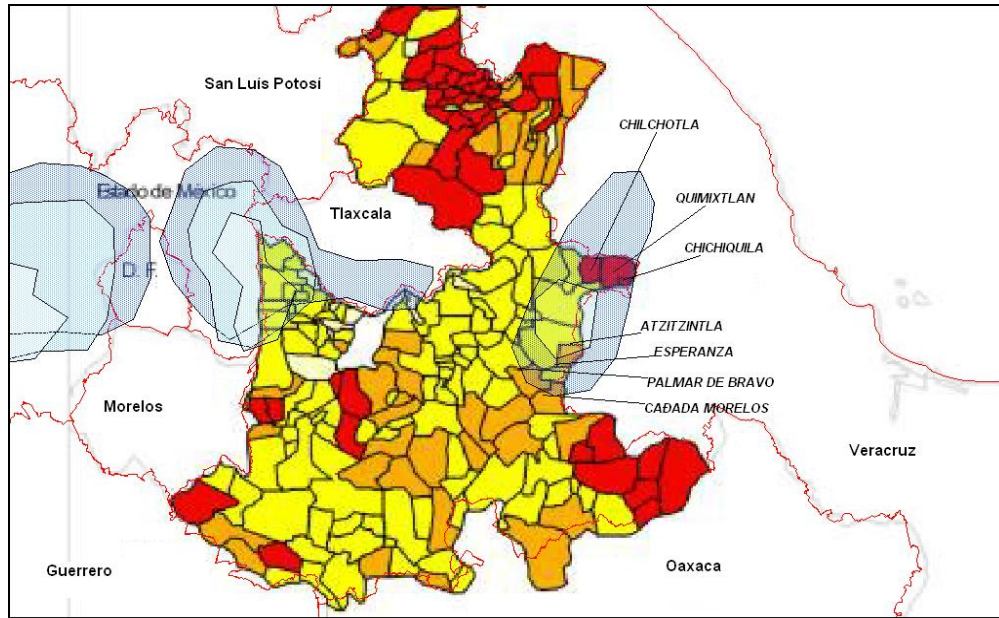 San Luís Potosí
CHILCHOTLA
Estado de México
QUIMIXTLAN
Tlaxcala
CHICHIQUILA
D. F.
ATZITZINTLA
ESPERANZA
PALMAR DE BRAVO
Morelos
CAÐADA MORELOS
Veracruz
Guerrero
Oaxaca